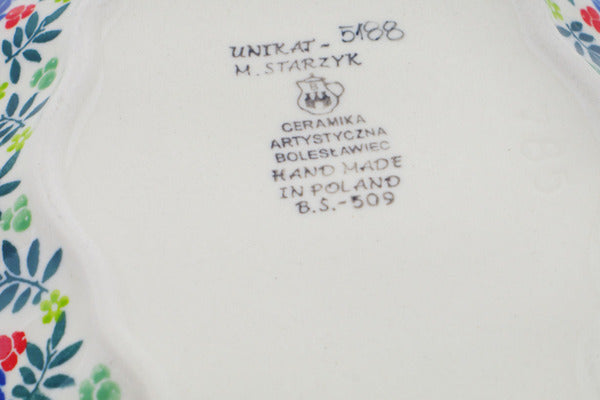 UNIKAT - 5188
M. STARZYK
CERAMIKA
ARTYSTYCZNA
BOLESŁAWIEC
HAND MADE
IN POLAND
B.S.-509